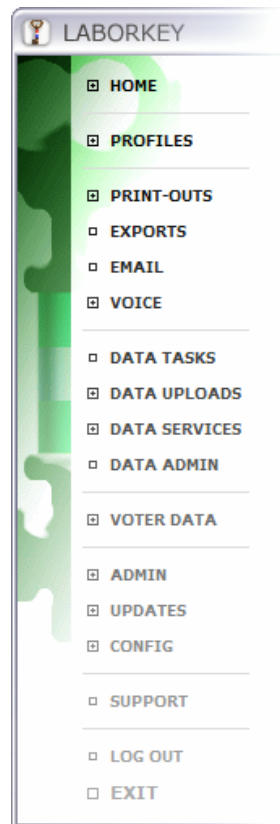 LABORKEY
HOME
PROFILES
PRINT-OUTS
EXPORTS
EMAIL
VOICE
DATA TASKS
DATA UPLOADS
DATA SERVICES
DATA ADMIN
VOTER DATA
ADMIN
UPDATES
CONFIG
SUPPORT
LOG OUT
EXIT